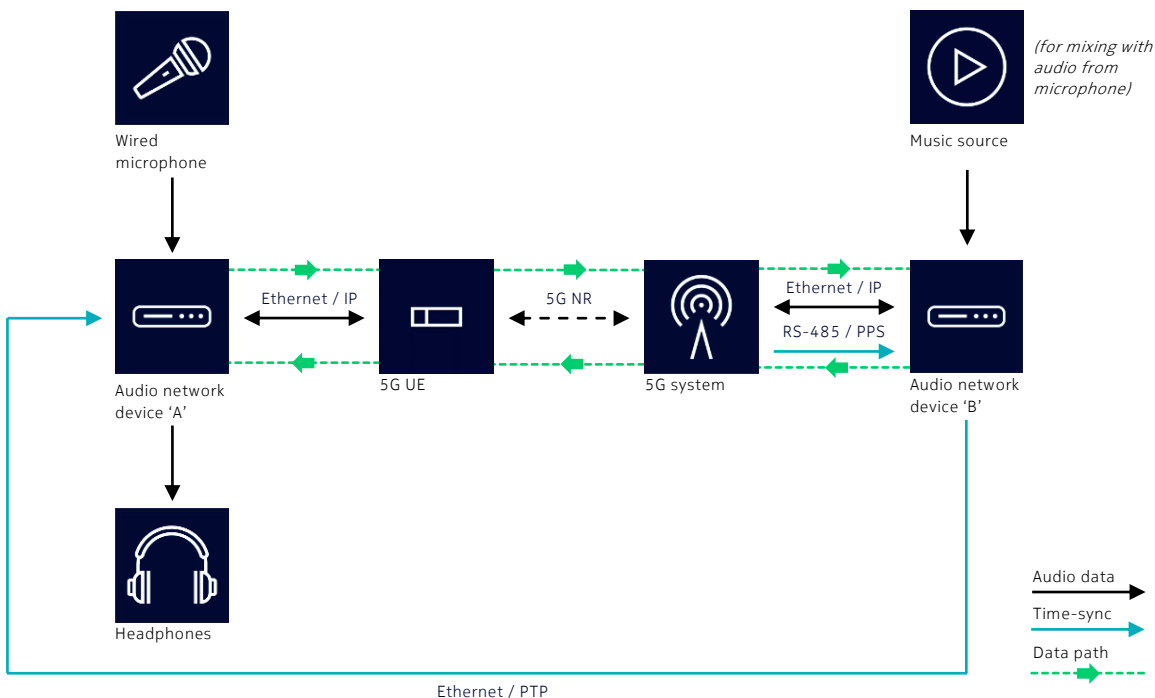 (for mixing with
audio from
microphone)
Wired
microphone
Music source
Ethernet / IP
5G NR
Ethernet / IP
RS-485 / PPS
Audio network
device ‘A’
5G UE
5G system
Audio network
device ‘B’
Audio data
Time-sync
Headphones
Data path
Ethernet / PTP